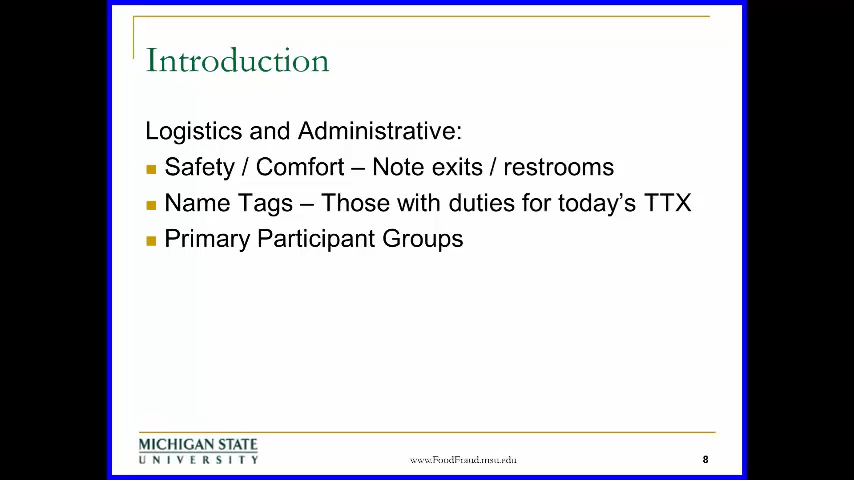 Introduction
Logistics and Administrative:
Safety / Comfort – Note exits / restrooms
Name Tags – Those with duties for today’s TTX
Primary Participant Groups
MICHIGAN STATE
UNIVERSITY
www.FoodFraud.msu.edu
8